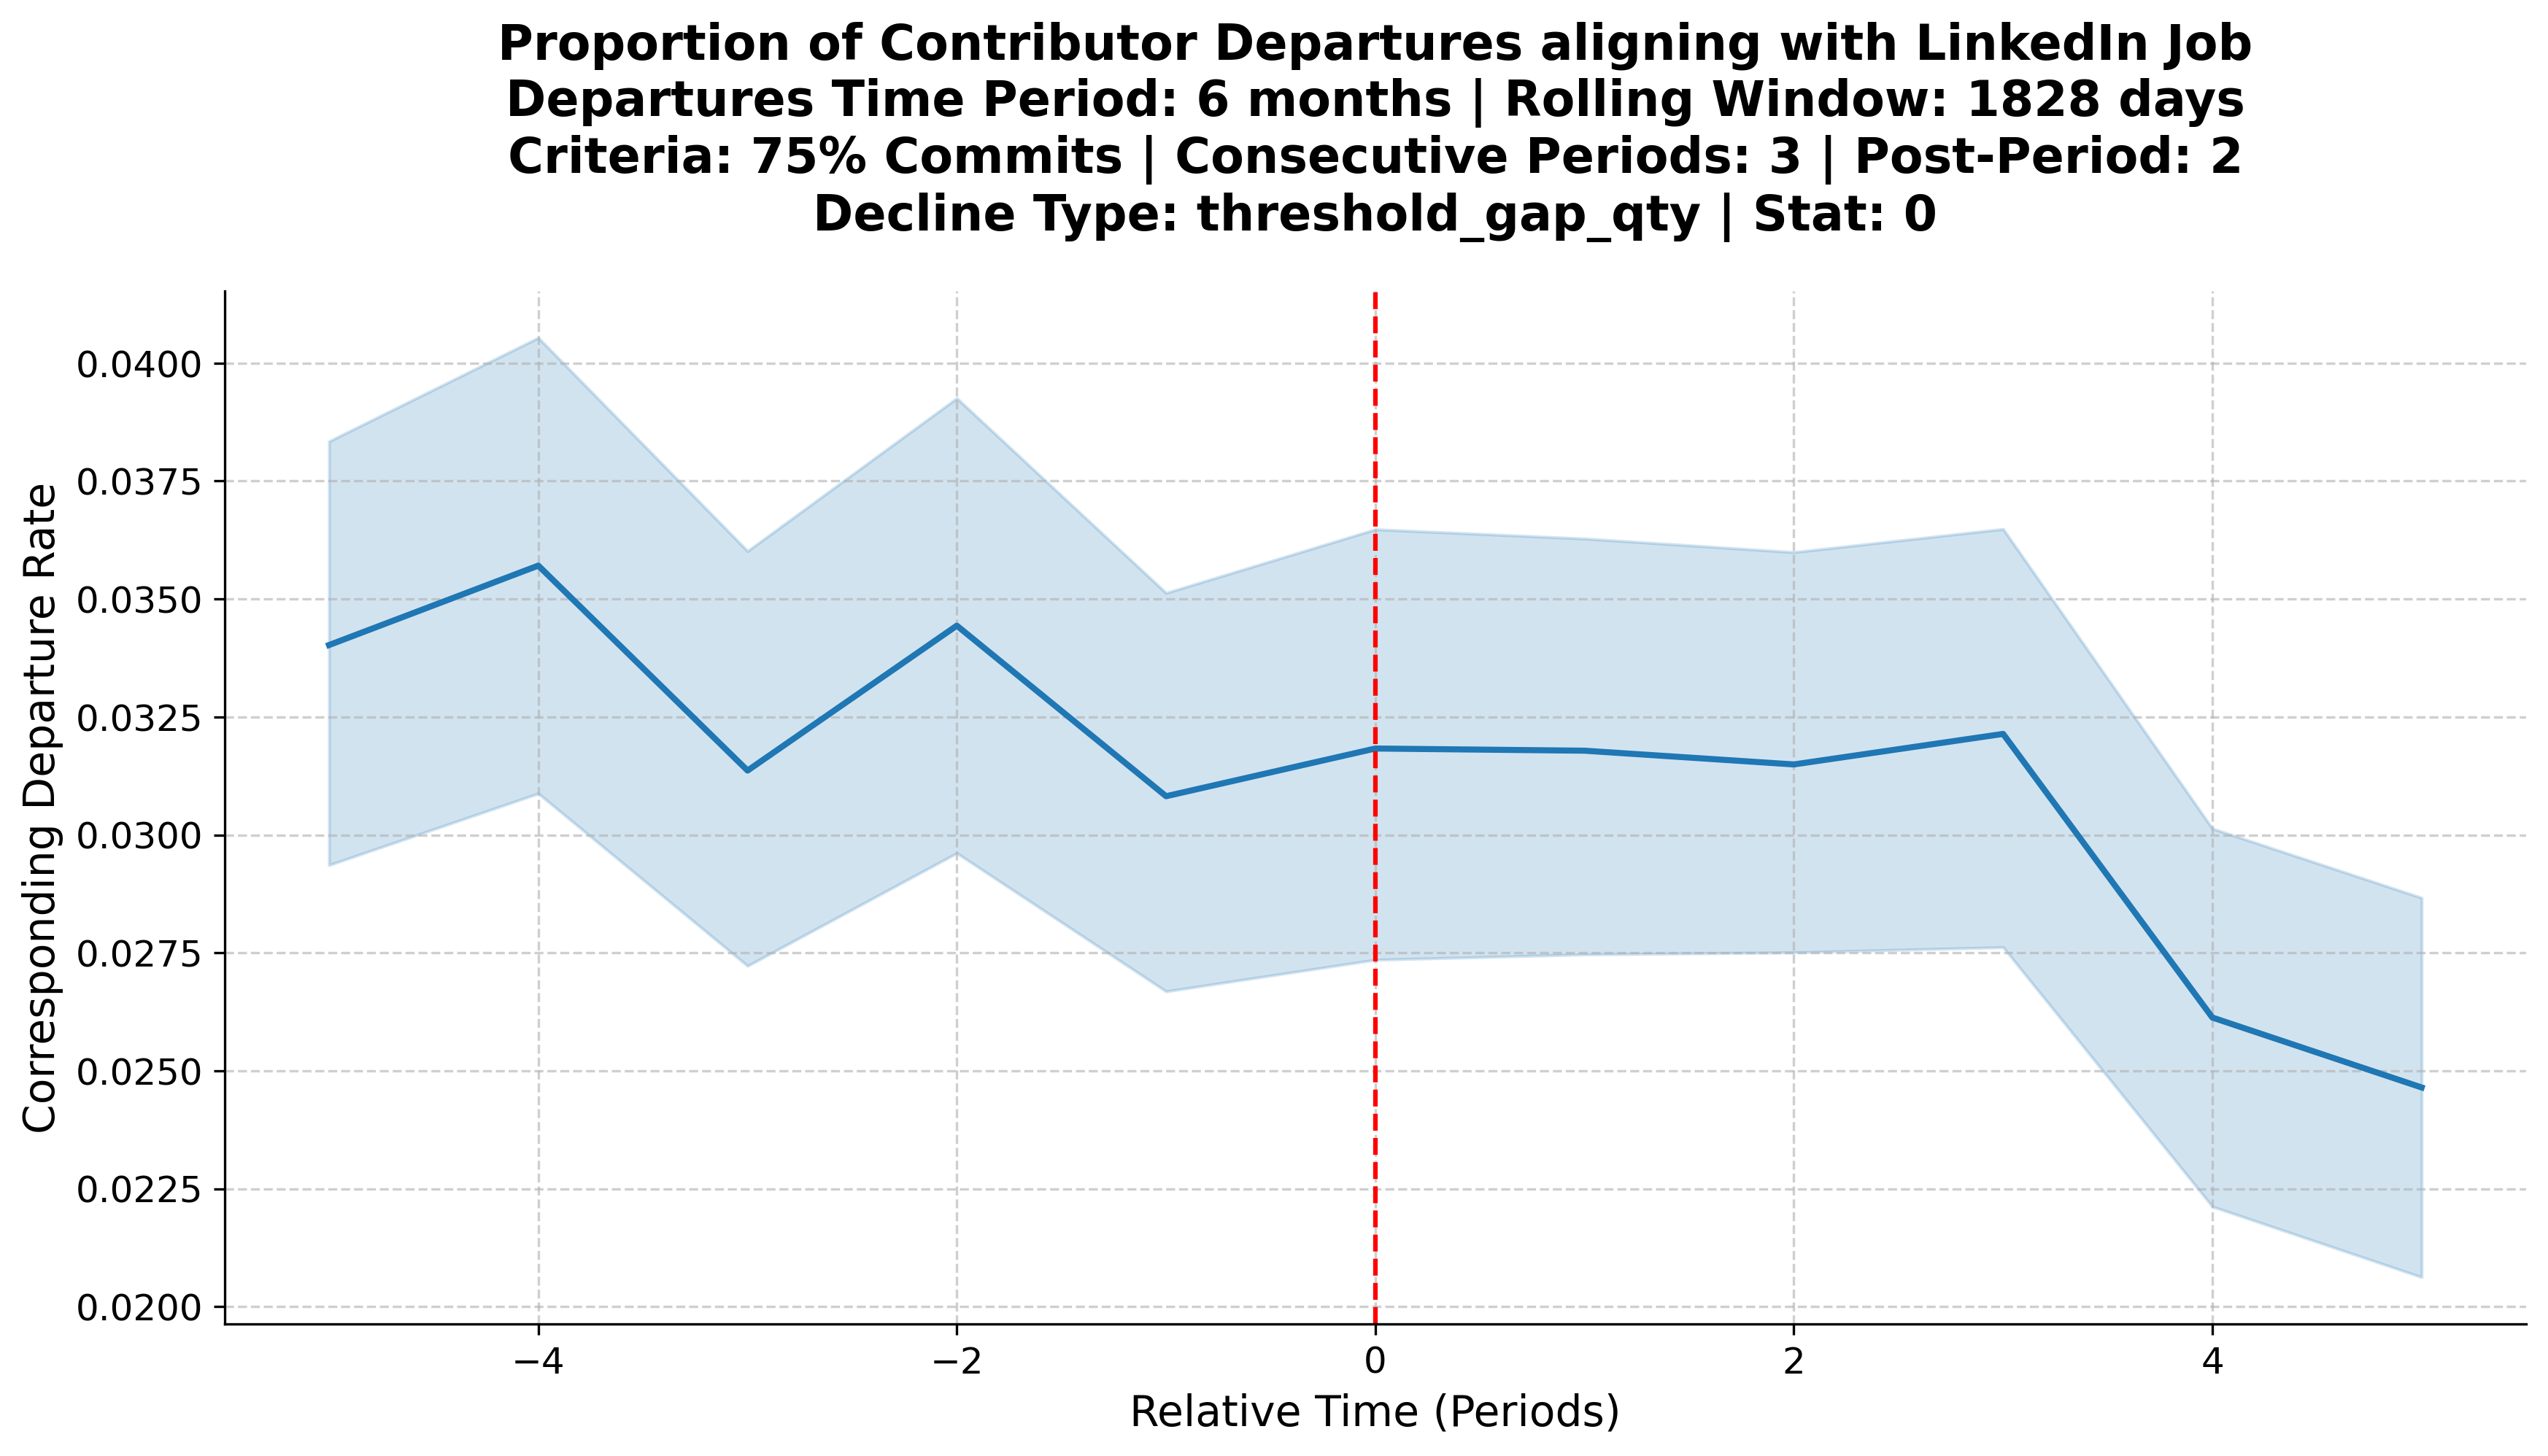 Proportion of Contributor Departures aligning with LinkedIn Job
Departures Time Period: 6 months | Rolling Window: 1828 days
Criteria: 75% Commits | Consecutive Periods: 3 | Post-Period: 2
Decline Type: threshold_gap_qty | Stat: 0
Corresponding Departure Rate
0.0400
0.0375
0.0350
0.0325
0.0300
0.0275
0.0250
0.0225
0.0200
−4 −2 0 2 4
Relative Time (Periods)